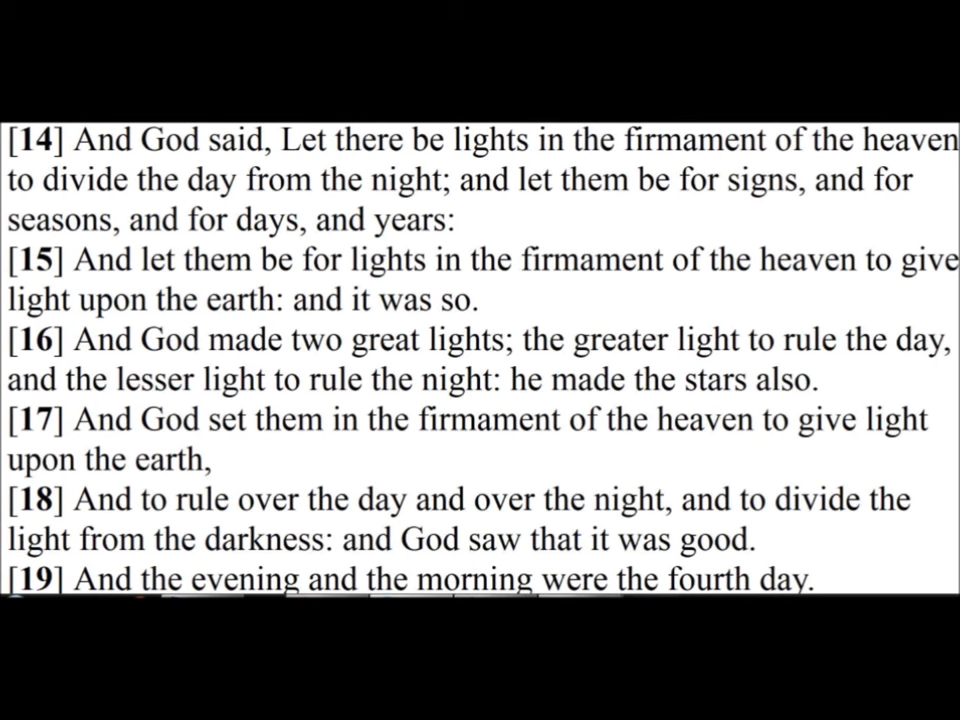 [14] And God said, Let there be lights in the firmament of the heaven
to divide the day from the night; and let them be for signs, and for
seasons, and for days, and years:
[15] And let them be for lights in the firmament of the heaven to give
light upon the earth: and it was so.
[16] And God made two great lights; the greater light to rule the day,
and the lesser light to rule the night: he made the stars also.
[17] And God set them in the firmament of the heaven to give light
upon the earth,
[18] And to rule over the day and over the night, and to divide the
light from the darkness: and God saw that it was good.
[19] And the evening and the morning were the fourth day.